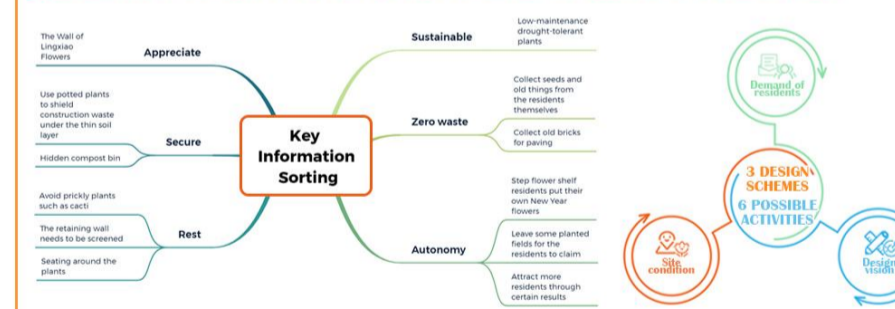 The Wall of
Lingxiao
Flowers
Appreciate
Use potted plants
to shield
construction waste
under the thin soil
layer
Hidden compost bin
Secure
Avoid prickly plants
such as cacti
The retaining wall
needs to be screened
Seating around the
plants
Rest
Key
Information
Sorting
Sustainable
Low-maintenance
drought-tolerant
plants
Zero waste
Collect seeds and
old things from
the residents
themselves
Collect old bricks
for paving
Autonomy
Step flower shelf
residents put their
own New Year
flowers
Leave some planted
fields for the
residents to claim
Attract more
residents through
certain results
Demand of
residents
3 DESIGN
SCHEMES
6 POSSIBLE
ACTIVITIES
Site
condition
Design
vision